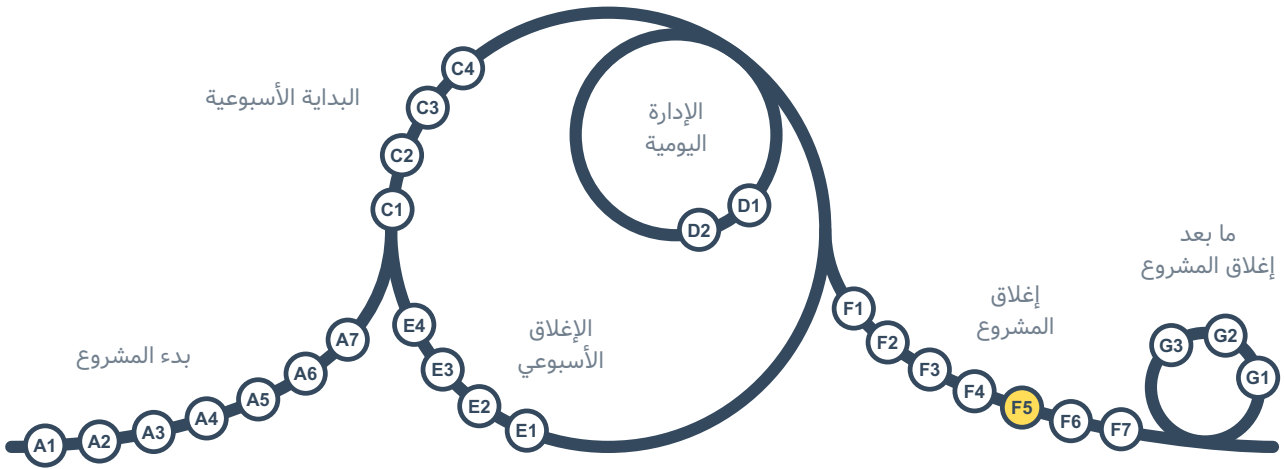 البداية الأسبوعية
C4
C3
C2
C1
الإدارة
اليومية
D1
D2
بدء المشروع
A1
A2
A3
A4
A5
A6
A7
الإغلاق
الأسبوعي
E4
E3
E2
E1
إغلاق
المشروع
F1
F2
F3
F4
F5
F6
F7
ما بعد
إغلاق المشروع
G3
G2
G1